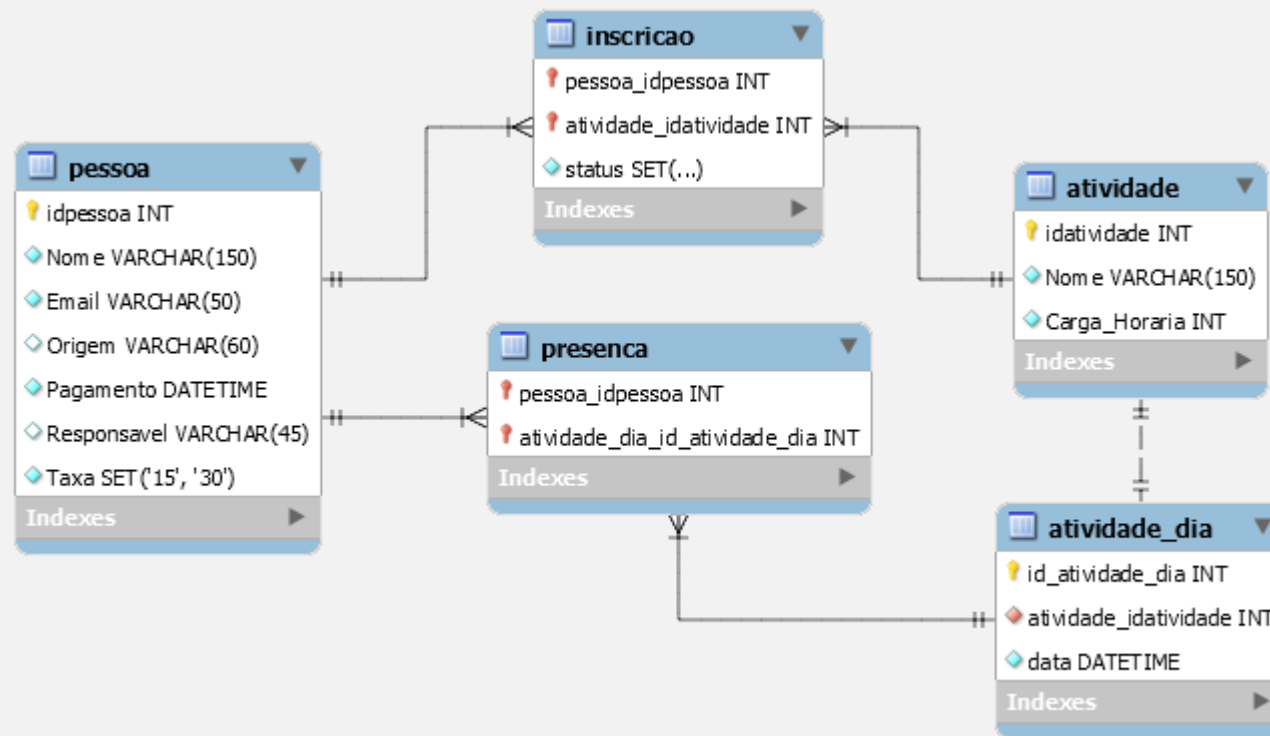 inscricao
pessoa_idpessoa INT
atividade_idatividade INT
status SET(...)
Indexes
pessoa
idpessoa INT
Nome VARCHAR(150)
Email VARCHAR(50)
Origem VARCHAR(60)
Pagamento DATETIME
Responsavel VARCHAR(45)
Taxa SET('15', '30')
Indexes
atividade
idatividade INT
Nome VARCHAR(150)
Carga_Horaria INT
Indexes
presenca
pessoa_idpessoa INT
atividade_dia_id_atividade_dia INT
Indexes
atividade_dia
id_atividade_dia INT
atividade_idatividade INT
data DATETIME
Indexes